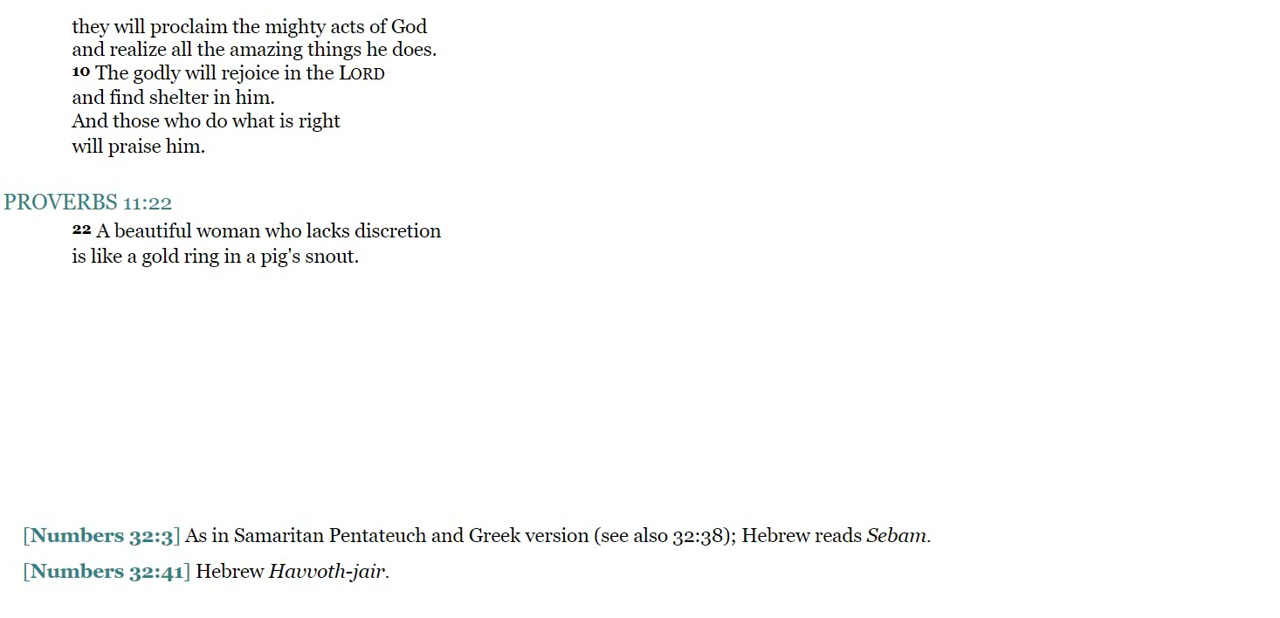 they will proclaim the mighty acts of God
and realize all the amazing things he does.
10 The godly will rejoice in the LORD
and find shelter in him.
And those who do what is right
will praise him.
PROVERBS 11:22
22 A beautiful woman who lacks discretion
is like a gold ring in a pig's snout.
[Numbers 32:3] As in Samaritan Pentateuch and Greek version (see also 32:38); Hebrew reads Sebam.
[Numbers 32:41] Hebrew Havvoth-jair.